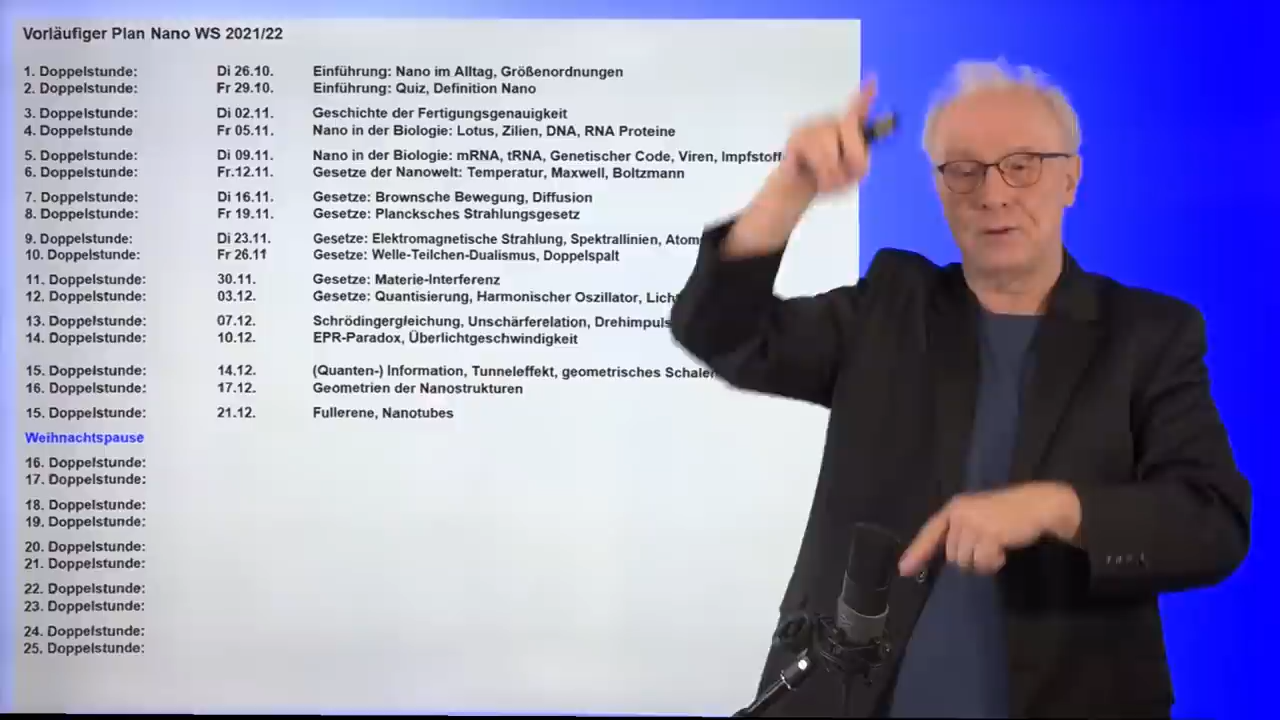 Vorläufiger Plan Nano WS 2021/22
1. Doppelstunde: Di 26.10. Einführung: Nano im Alltag, Größenordnungen
2. Doppelstunde: Fr 29.10. Einführung: Quiz, Definition Nano
3. Doppelstunde: Di 02.11. Geschichte der Fertigungsgenauigkeit
4. Doppelstunde Fr 05.11. Nano in der Biologie: Lotus, Zilien, DNA, RNA Proteine
5. Doppelstunde: Di 09.11. Nano in der Biologie: mRNA, tRNA, Genetischer Code, Viren,
6. Doppelstunde: Fr.12.11. Gesetze der Nanowelt: Temperatur, Maxwell, Boltzmann
7. Doppelstunde: Di 16.11. Gesetze: Brownsche Bewegung, Diffusion
8. Doppelstunde: Fr 19.11. Gesetze: Plancksches Strahlungsgesetz
9. Doppelstunde: Di 23.11. Gesetze: Elektromagnetische Strahlung, Spektrallinien,
10. Doppelstunde: Fr 26.11 Gesetze: Welle-Teilchen-Dualismus, Doppelspalt
11. Doppelstunde: 30.11. Gesetze: Materie-Interferenz
12. Doppelstunde: 03.12. Gesetze: Quantisierung, Harmonischer Oszillator,
13. Doppelstunde: 07.12. Schrödingergleichung, Unschärferelation,
14. Doppelstunde: 10.12. EPR-Paradox, Überlichtgeschwindigkeit
15. Doppelstunde: 14.12. (Quanten-) Information, Tunneleffekt, geometrisches
16. Doppelstunde: 17.12. Geometrien der Nanostrukturen
15. Doppelstunde: 21.12. Fullerene, Nanotubes
Weihnachtspause
16. Doppelstunde:
17. Doppelstunde:
18. Doppelstunde:
19. Doppelstunde:
20. Doppelstunde:
21. Doppelstunde:
22. Doppelstunde:
23. Doppelstunde:
24. Doppelstunde:
25. Doppelstunde: